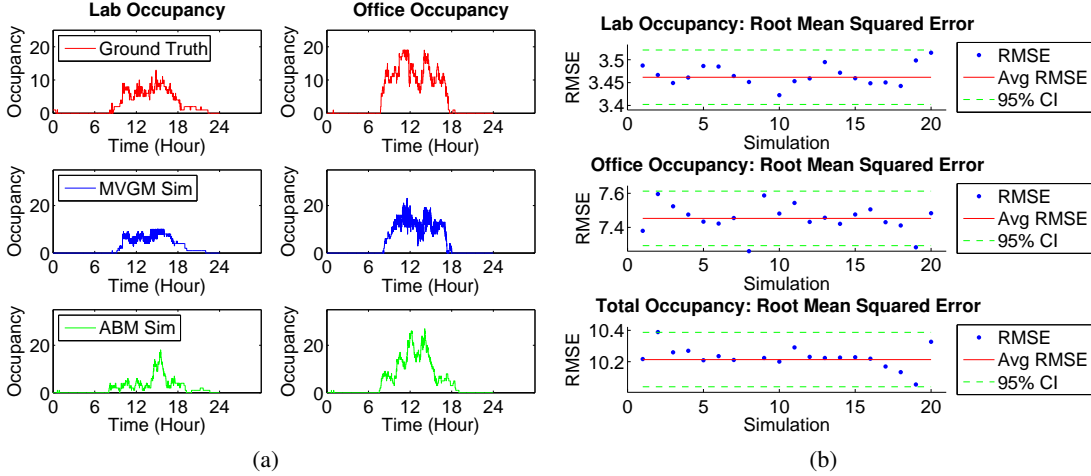 Lab Occupancy
Office Occupancy
Occupancy
20
10
0
Ground Truth
0 6 12 18 24
Time (Hour)
Occupancy
20
10
0
0 6 12 18 24
Time (Hour)
Occupancy
20
0
MVGM Sim
0 6 12 18 24
Time (Hour)
Occupancy
20
0
0 6 12 18 24
Time (Hour)
Occupancy
20
0
ABM Sim
0 6 12 18 24
Time (Hour)
Occupancy
20
0
0 6 12 18 24
Time (Hour)
(a)
Lab Occupancy: Root Mean Squared Error
RMSE
3.5
3.45
3.4
0 5 10 15 20
Simulation
RMSE
Avg RMSE
95% CI
Office Occupancy: Root Mean Squared Error
RMSE
7.6
7.4
0 5 10 15 20
Simulation
RMSE
Avg RMSE
95% CI
Total Occupancy: Root Mean Squared Error
RMSE
10.4
10.2
0 5 10 15 20
Simulation
RMSE
Avg RMSE
95% CI
(b)